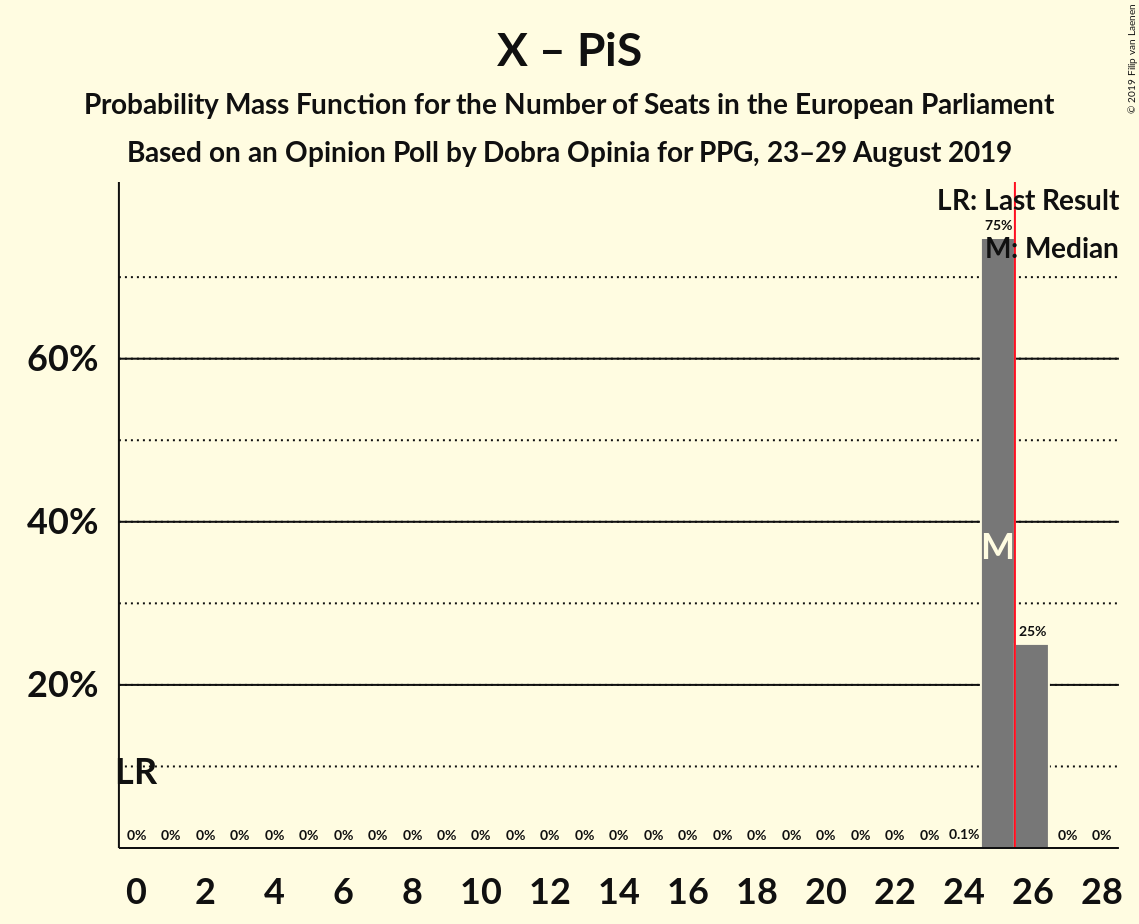 X – PiS
Probability Mass Function for the Number of Seats in the European Parliament
Based on an Opinion Poll by Dobra Opinia for PPG, 23–29 August 2019
© 2019 Filip van Laenen
LR: Last Result
75%
M: Median
60%
40%
M
25%
20%
LR
0% 0% 0% 0% 0% 0% 0% 0% 0% 0% 0% 0% 0% 0% 0% 0% 0% 0% 0% 0% 0% 0% 0% 0% 0.1% 0% 0%
0 2 4 6 8 10 12 14 16 18 20 22 24 26 28